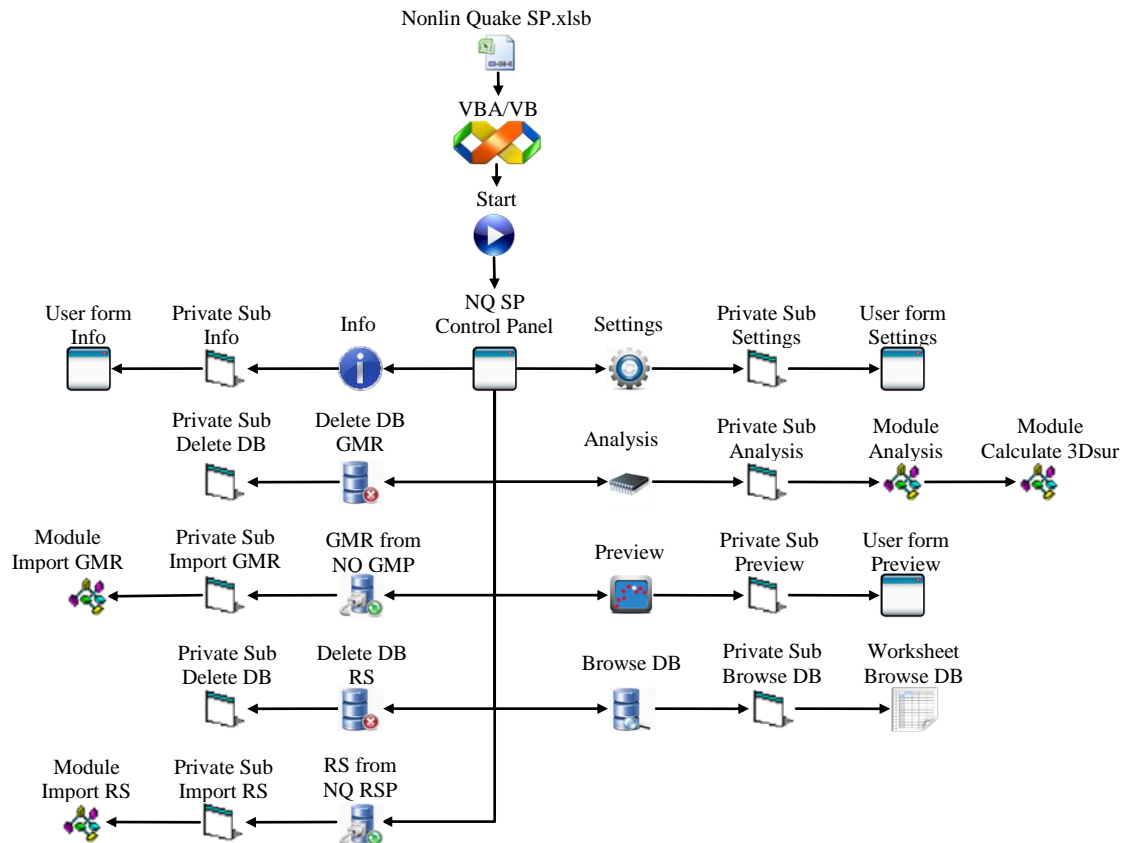 Nonlin Quake SP.xlsb
VBA/VB
Start
NQ SP
Control Panel
User form
Info
Private Sub
Info
Info
Settings
Private Sub
Settings
User form
Settings
Private Sub
Delete DB
Delete DB
GMR
Analysis
Private Sub
Analysis
Module
Analysis
Module
Calculate 3Dsur
Module
Import GMR
Private Sub
Import GMR
GMR from
NO GMP
Preview
Private Sub
Preview
User form
Preview
Private Sub
Delete DB
Delete DB
RS
Browse DB
Private Sub
Browse DB
Worksheet
Browse DB
Module
Import RS
Private Sub
Import RS
RS from
NQ RSP